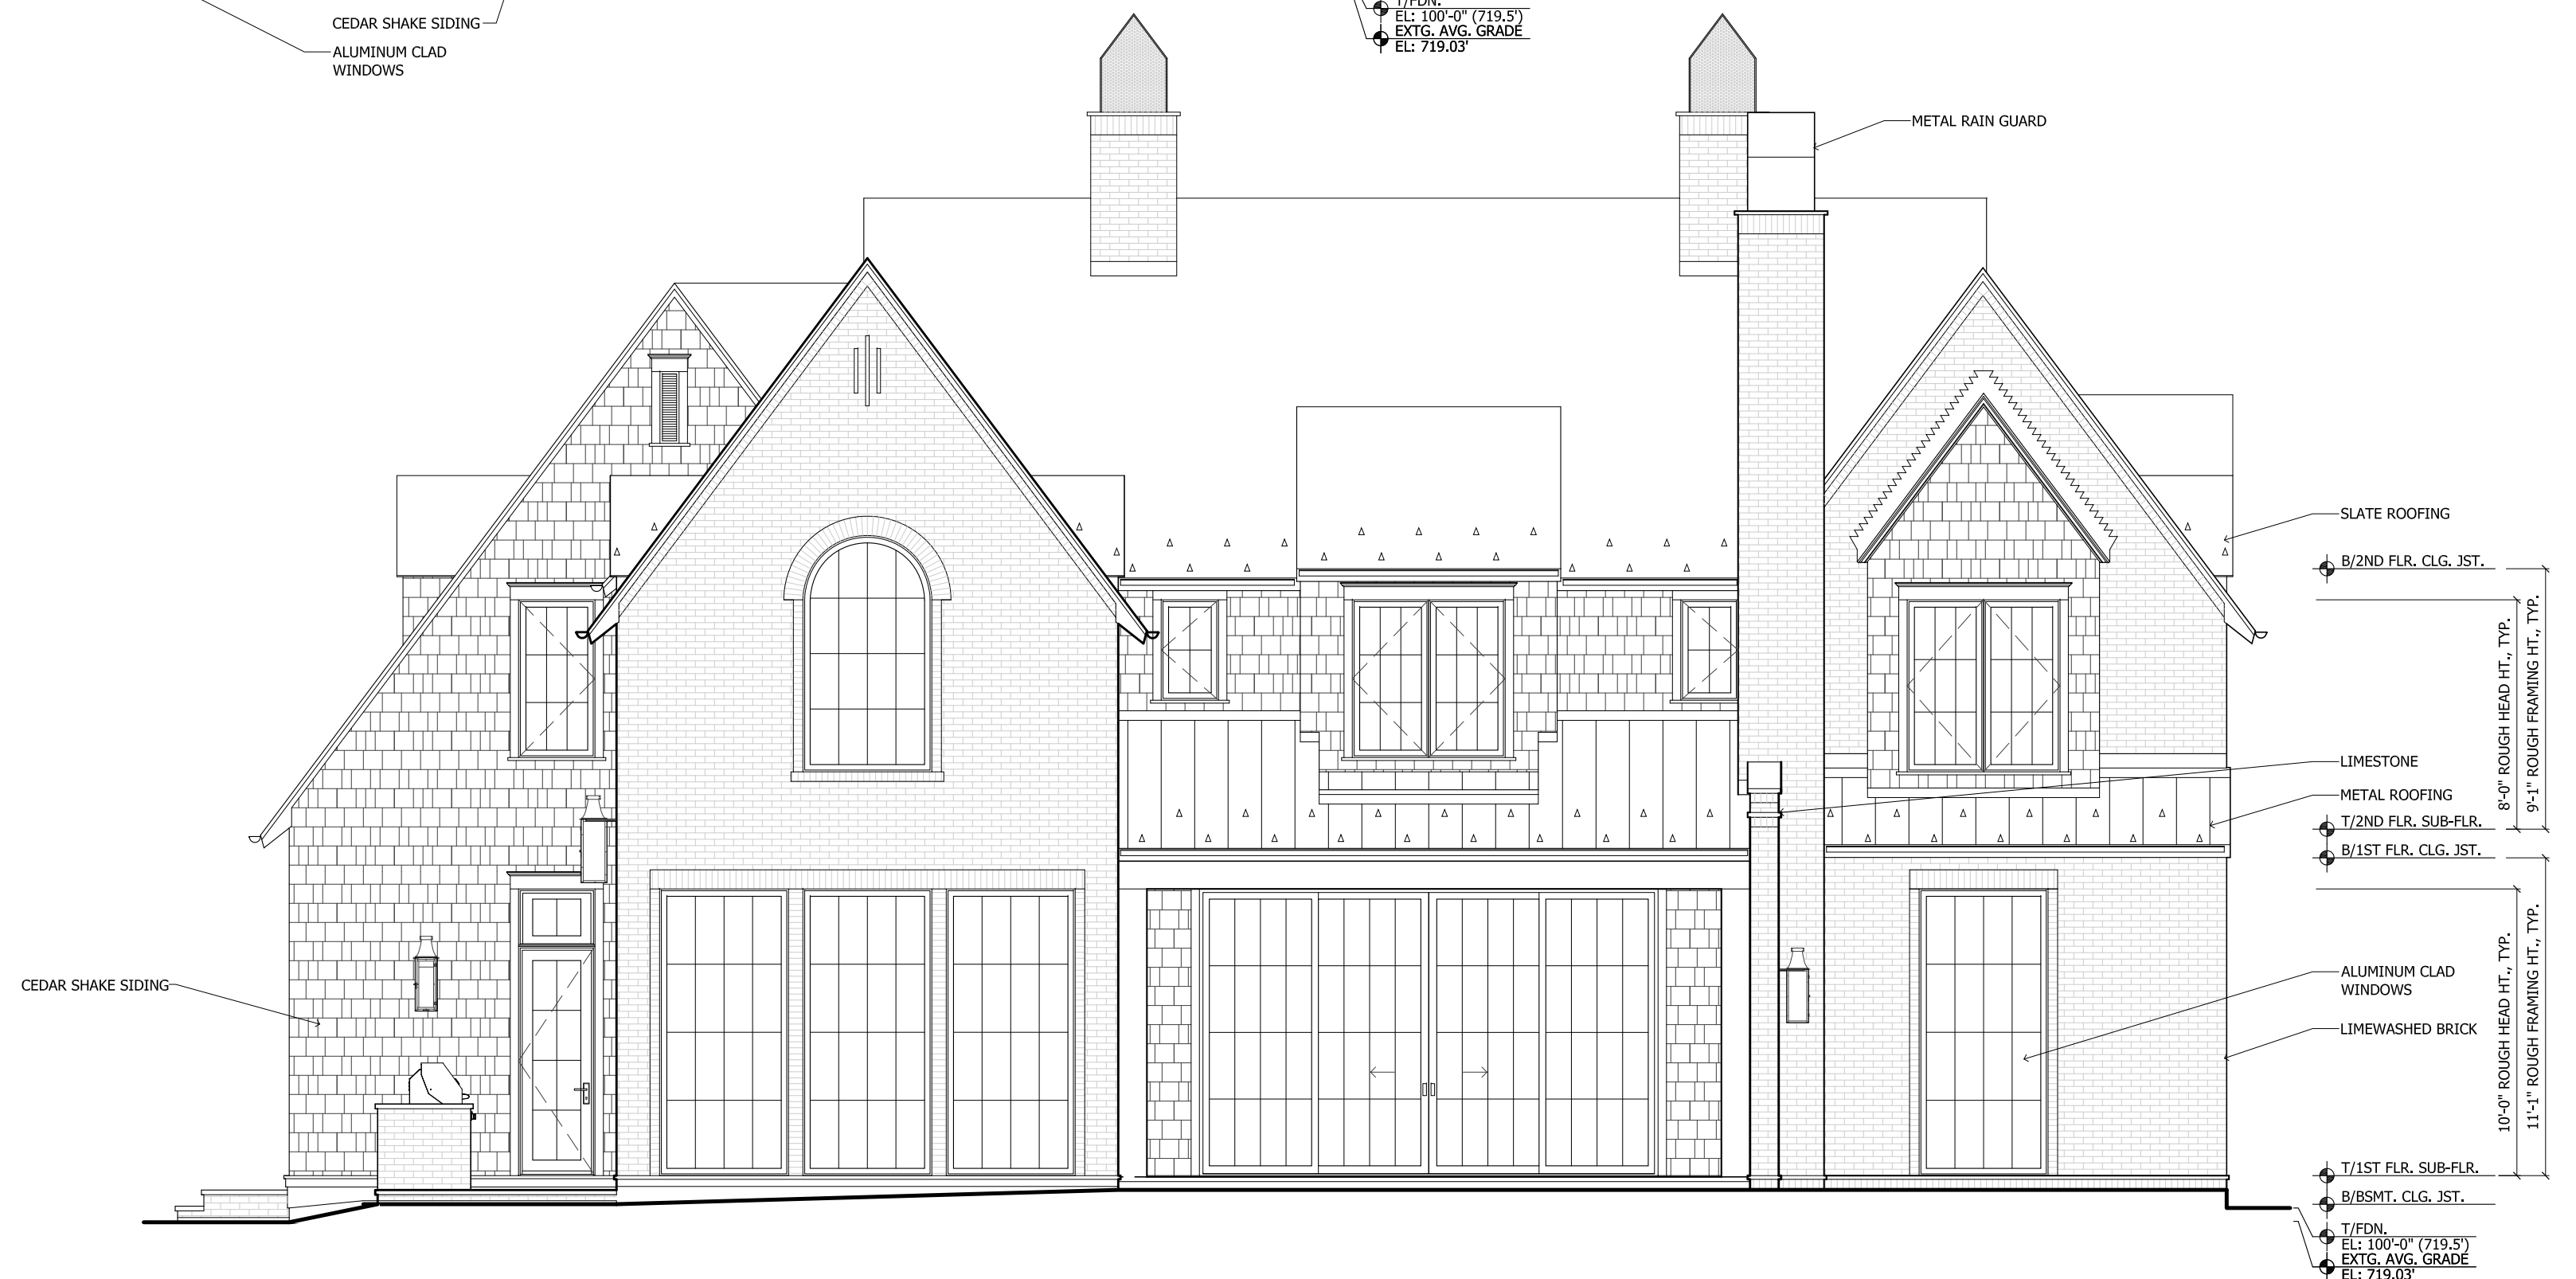 CEDAR SHAKE SIDING
ALUMINUM CLAD
WINDOWS
T/FDN.
EL: 100'-0" (719.5')
EXTG. AVG. GRADE
EL: 719.03'
METAL RAIN GUARD
SLATE ROOFING
B/2ND FLR. CLG. JST.
8'-0" ROUGH HEAD HT., TYP.
9'-1" ROUGH FRAMING HT., TYP.
LIMESTONE
METAL ROOFING
T/2ND FLR. SUB-FLR.
B/1ST FLR. CLG. JST.
10'-0" ROUGH HEAD HT., TYP.
11'-1" ROUGH FRAMING HT., TYP.
CEDAR SHAKE SIDING
ALUMINUM CLAD
WINDOWS
LIMEWASHED BRICK
T/1ST FLR. SUB-FLR.
B/BSMT. CLG. JST.
T/FDN.
EL: 100'-0" (719.5')
EXTG. AVG. GRADE
EL: 719.03'